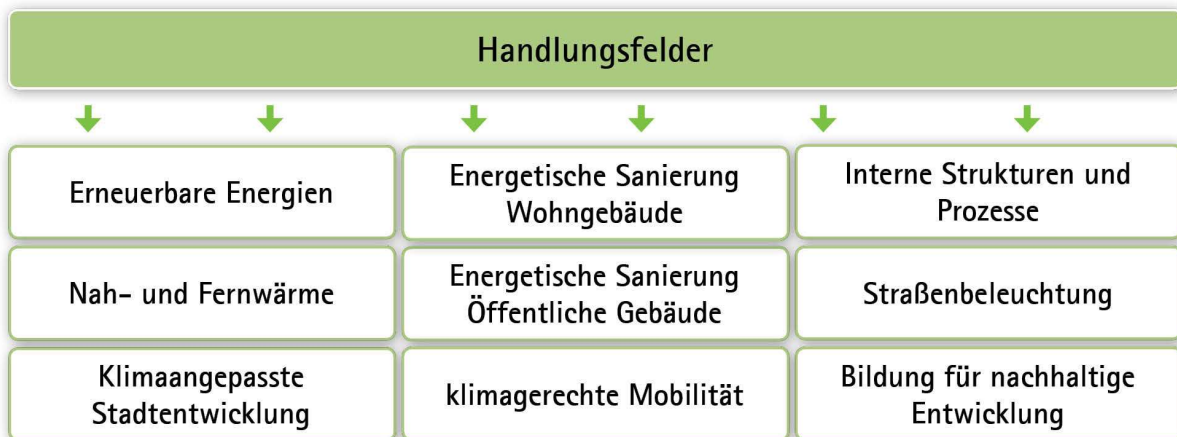 Handlungsfelder
Erneuerbare Energien
Energetische Sanierung
Wohngebäude
Interne Strukturen und
Prozesse
Nah- und Fernwärme
Energetische Sanierung
Öffentliche Gebäude
Straßenbeleuchtung
Klimaangepasste
Stadtentwicklung
klimagerechte Mobilität
Bildung für nachhaltige
Entwicklung